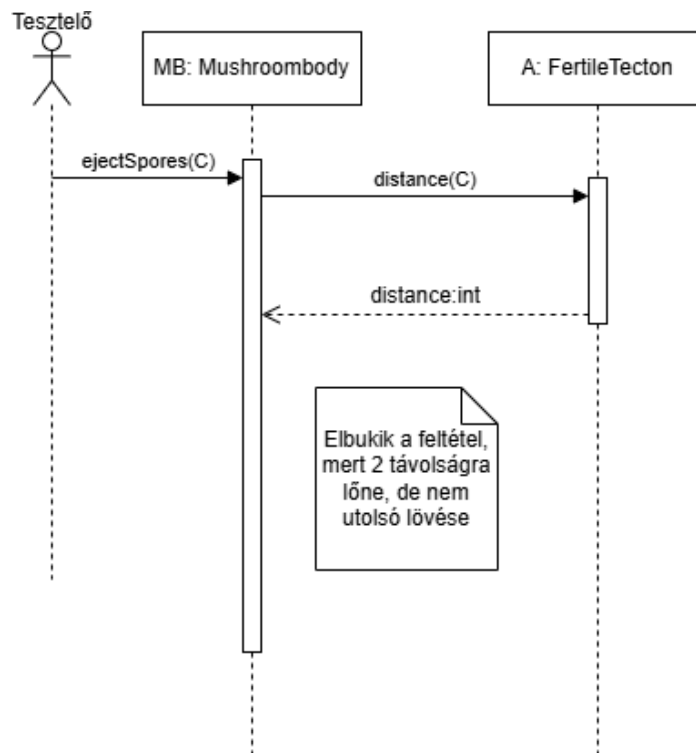 Tesztelő
MB: Mushroombody
A: FertileTecton
ejectSpores(C)
distance(C)
distance:int
Elbukik a feltétel,
mert 2 távolságra
lőne, de nem
utolsó lövése